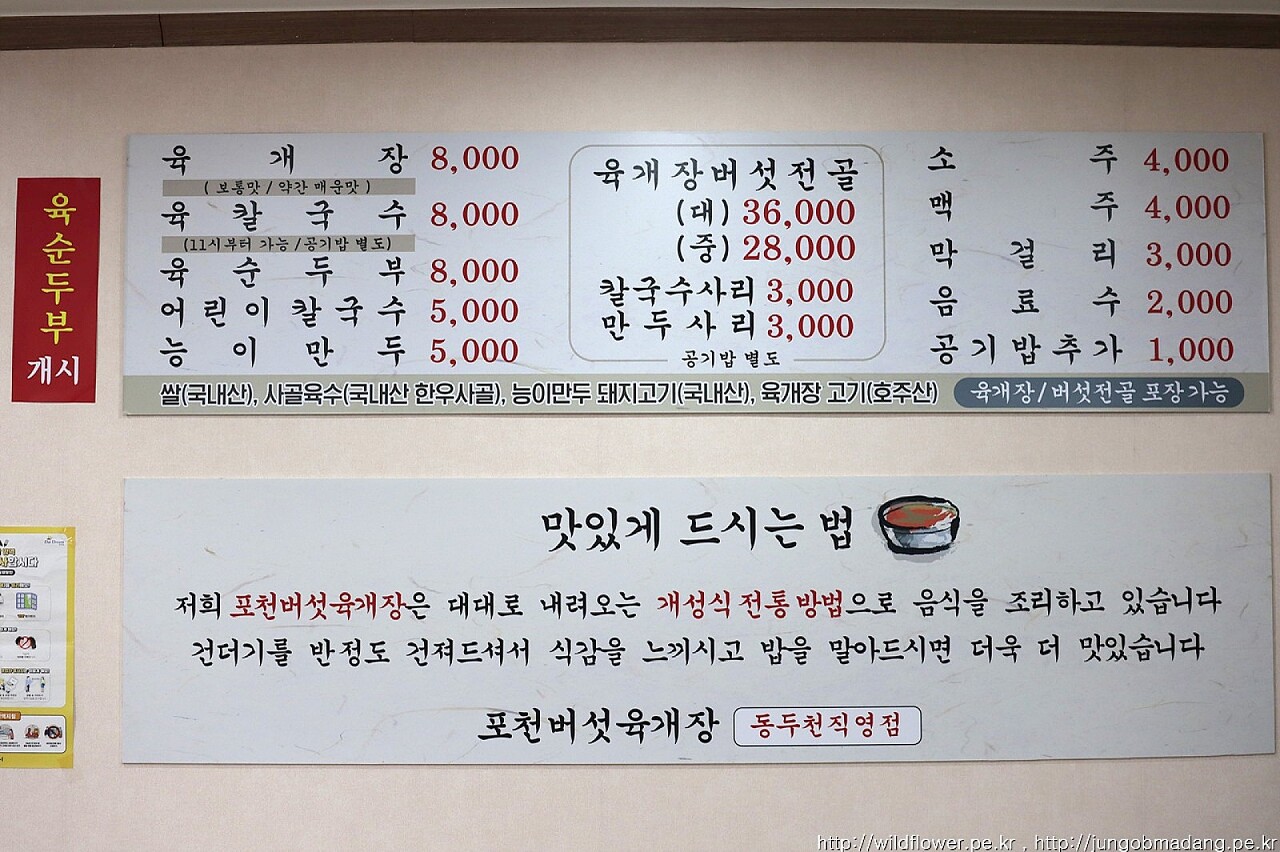 육개장 8,000
( 보통맛 / 약간 매운맛 )
육칼국수 8,000
(11시부터 가능 / 공기밥 별도)
육순두부 8,000
어린이칼국수 5,000
능이만두 5,000
육개장버섯전골
(대) 36,000
(중) 28,000
칼국수사리 3,000
만두사리 3,000
공기밥 별도
소주 4,000
맥주 4,000
막걸리 3,000
음료수 2,000
공기밥추가 1,000
쌀(국내산), 사골육수(국내산 한우사골), 능이만두 돼지고기(국내산), 육개장 고기(호주산)
육개장 / 버섯전골 포장가능
육순두부
개시
맛있게 드시는 법
저희 포천버섯육개장은 대대로 내려오는 개성식 전통 방법으로 음식을 조리하고 있습니다
건더기를 반정도 건져드셔서 식감을 느끼시고 밥을 말아드시면 더욱 더 맛있습니다
포천버섯육개장 동두천직영점
http://wildflower.pe.kr , http://jungobmadang.pe.kr